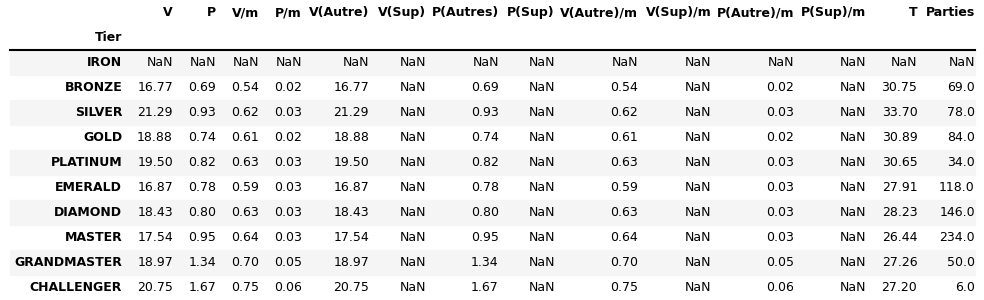 V P V/m P/m V(Autre) V(Sup) P(Autres) P(Sup) V(Autre)/m V(Sup)/m P(Autre)/m P(Sup)/m T Parties
Tier
IRON NaN NaN NaN NaN NaN NaN NaN NaN NaN NaN NaN NaN NaN NaN
BRONZE 16.77 0.69 0.54 0.02 16.77 NaN 0.69 NaN 0.54 NaN 0.02 NaN 30.75 69.0
SILVER 21.29 0.93 0.62 0.03 21.29 NaN 0.93 NaN 0.62 NaN 0.03 NaN 33.70 78.0
GOLD 18.88 0.74 0.61 0.02 18.88 NaN 0.74 NaN 0.61 NaN 0.02 NaN 30.89 84.0
PLATINUM 19.50 0.82 0.63 0.03 19.50 NaN 0.82 NaN 0.63 NaN 0.03 NaN 30.65 34.0
EMERALD 16.87 0.78 0.59 0.03 16.87 NaN 0.78 NaN 0.59 NaN 0.03 NaN 27.91 118.0
DIAMOND 18.43 0.80 0.63 0.03 18.43 NaN 0.80 NaN 0.63 NaN 0.03 NaN 28.23 146.0
MASTER 17.54 0.95 0.64 0.03 17.54 NaN 0.95 NaN 0.64 NaN 0.03 NaN 26.44 234.0
GRANDMASTER 18.97 1.34 0.70 0.05 18.97 NaN 1.34 NaN 0.70 NaN 0.05 NaN 27.26 50.0
CHALLENGER 20.75 1.67 0.75 0.06 20.75 NaN 1.67 NaN 0.75 NaN 0.06 NaN 27.20 6.0